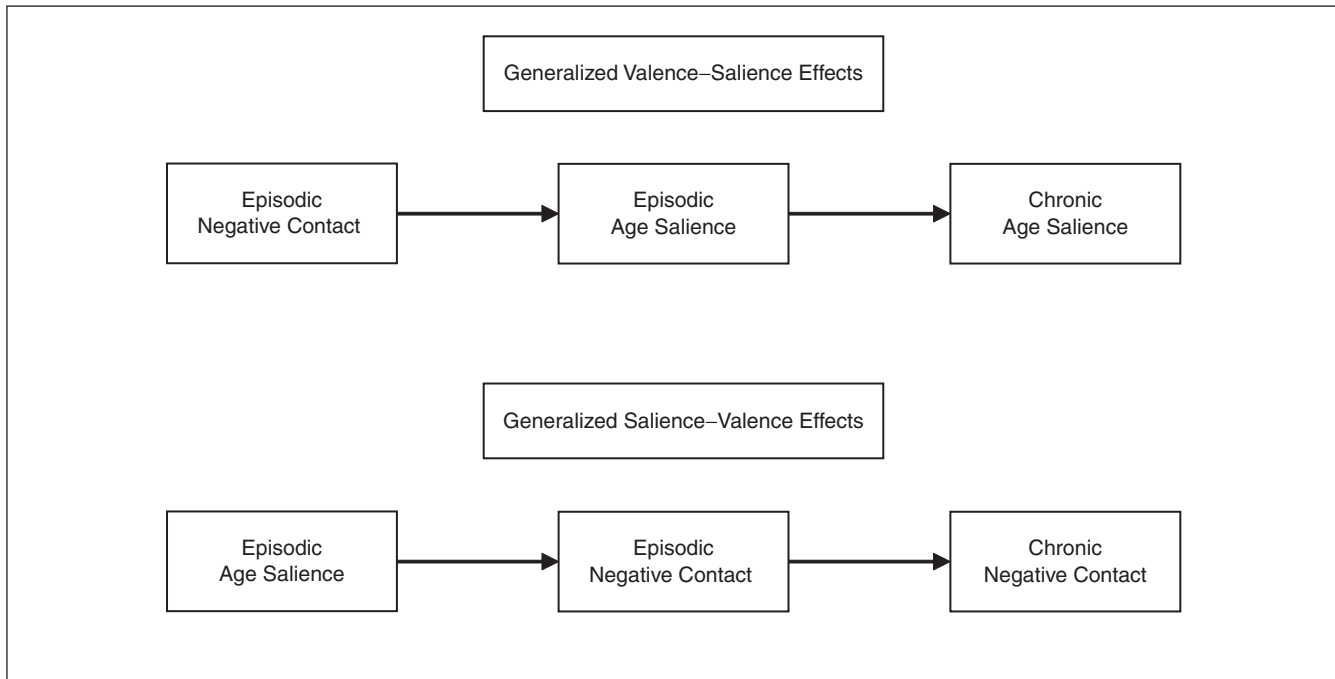 Generalized Valence–Salience Effects
Episodic
Negative Contact
Episodic
Age Salience
Chronic
Age Salience
Generalized Salience–Valence Effects
Episodic
Age Salience
Episodic
Negative Contact
Chronic
Negative Contact